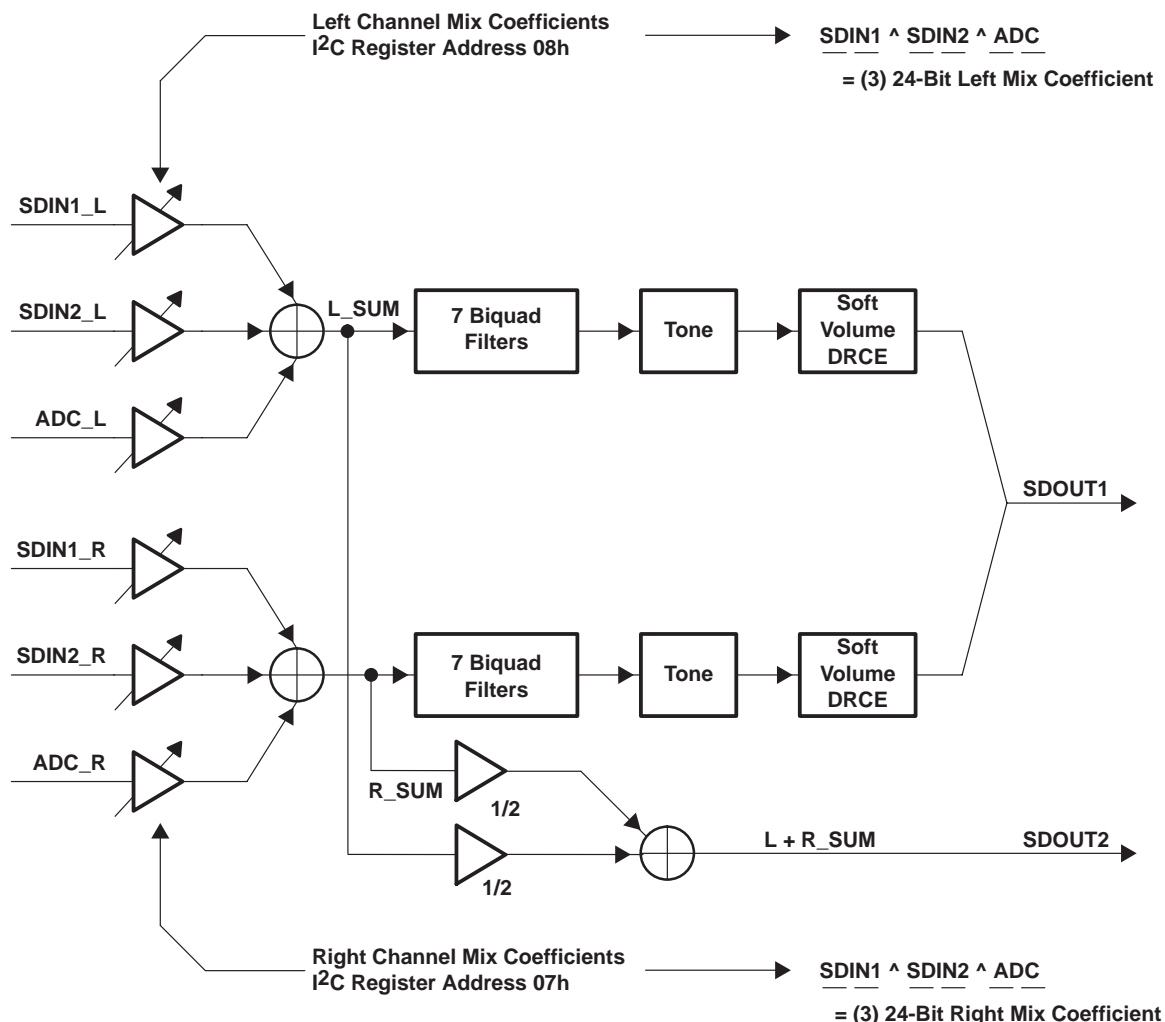 Left Channel Mix Coefficients
I2C Register Address 08h
SDIN1 ^ SDIN2 ^ ADC
= (3) 24-Bit Left Mix Coefficient
SDIN1_L
SDIN2_L
ADC_L
L_SUM
7 Biquad
Filters
Tone
Soft
Volume
DRCE
SDOUT1
SDIN1_R
SDIN2_R
ADC_R
7 Biquad
Filters
Tone
Soft
Volume
DRCE
R_SUM
1/2
1/2
L + R_SUM
SDOUT2
Right Channel Mix Coefficients
I2C Register Address 07h
SDIN1 ^ SDIN2 ^ ADC
= (3) 24-Bit Right Mix Coefficient